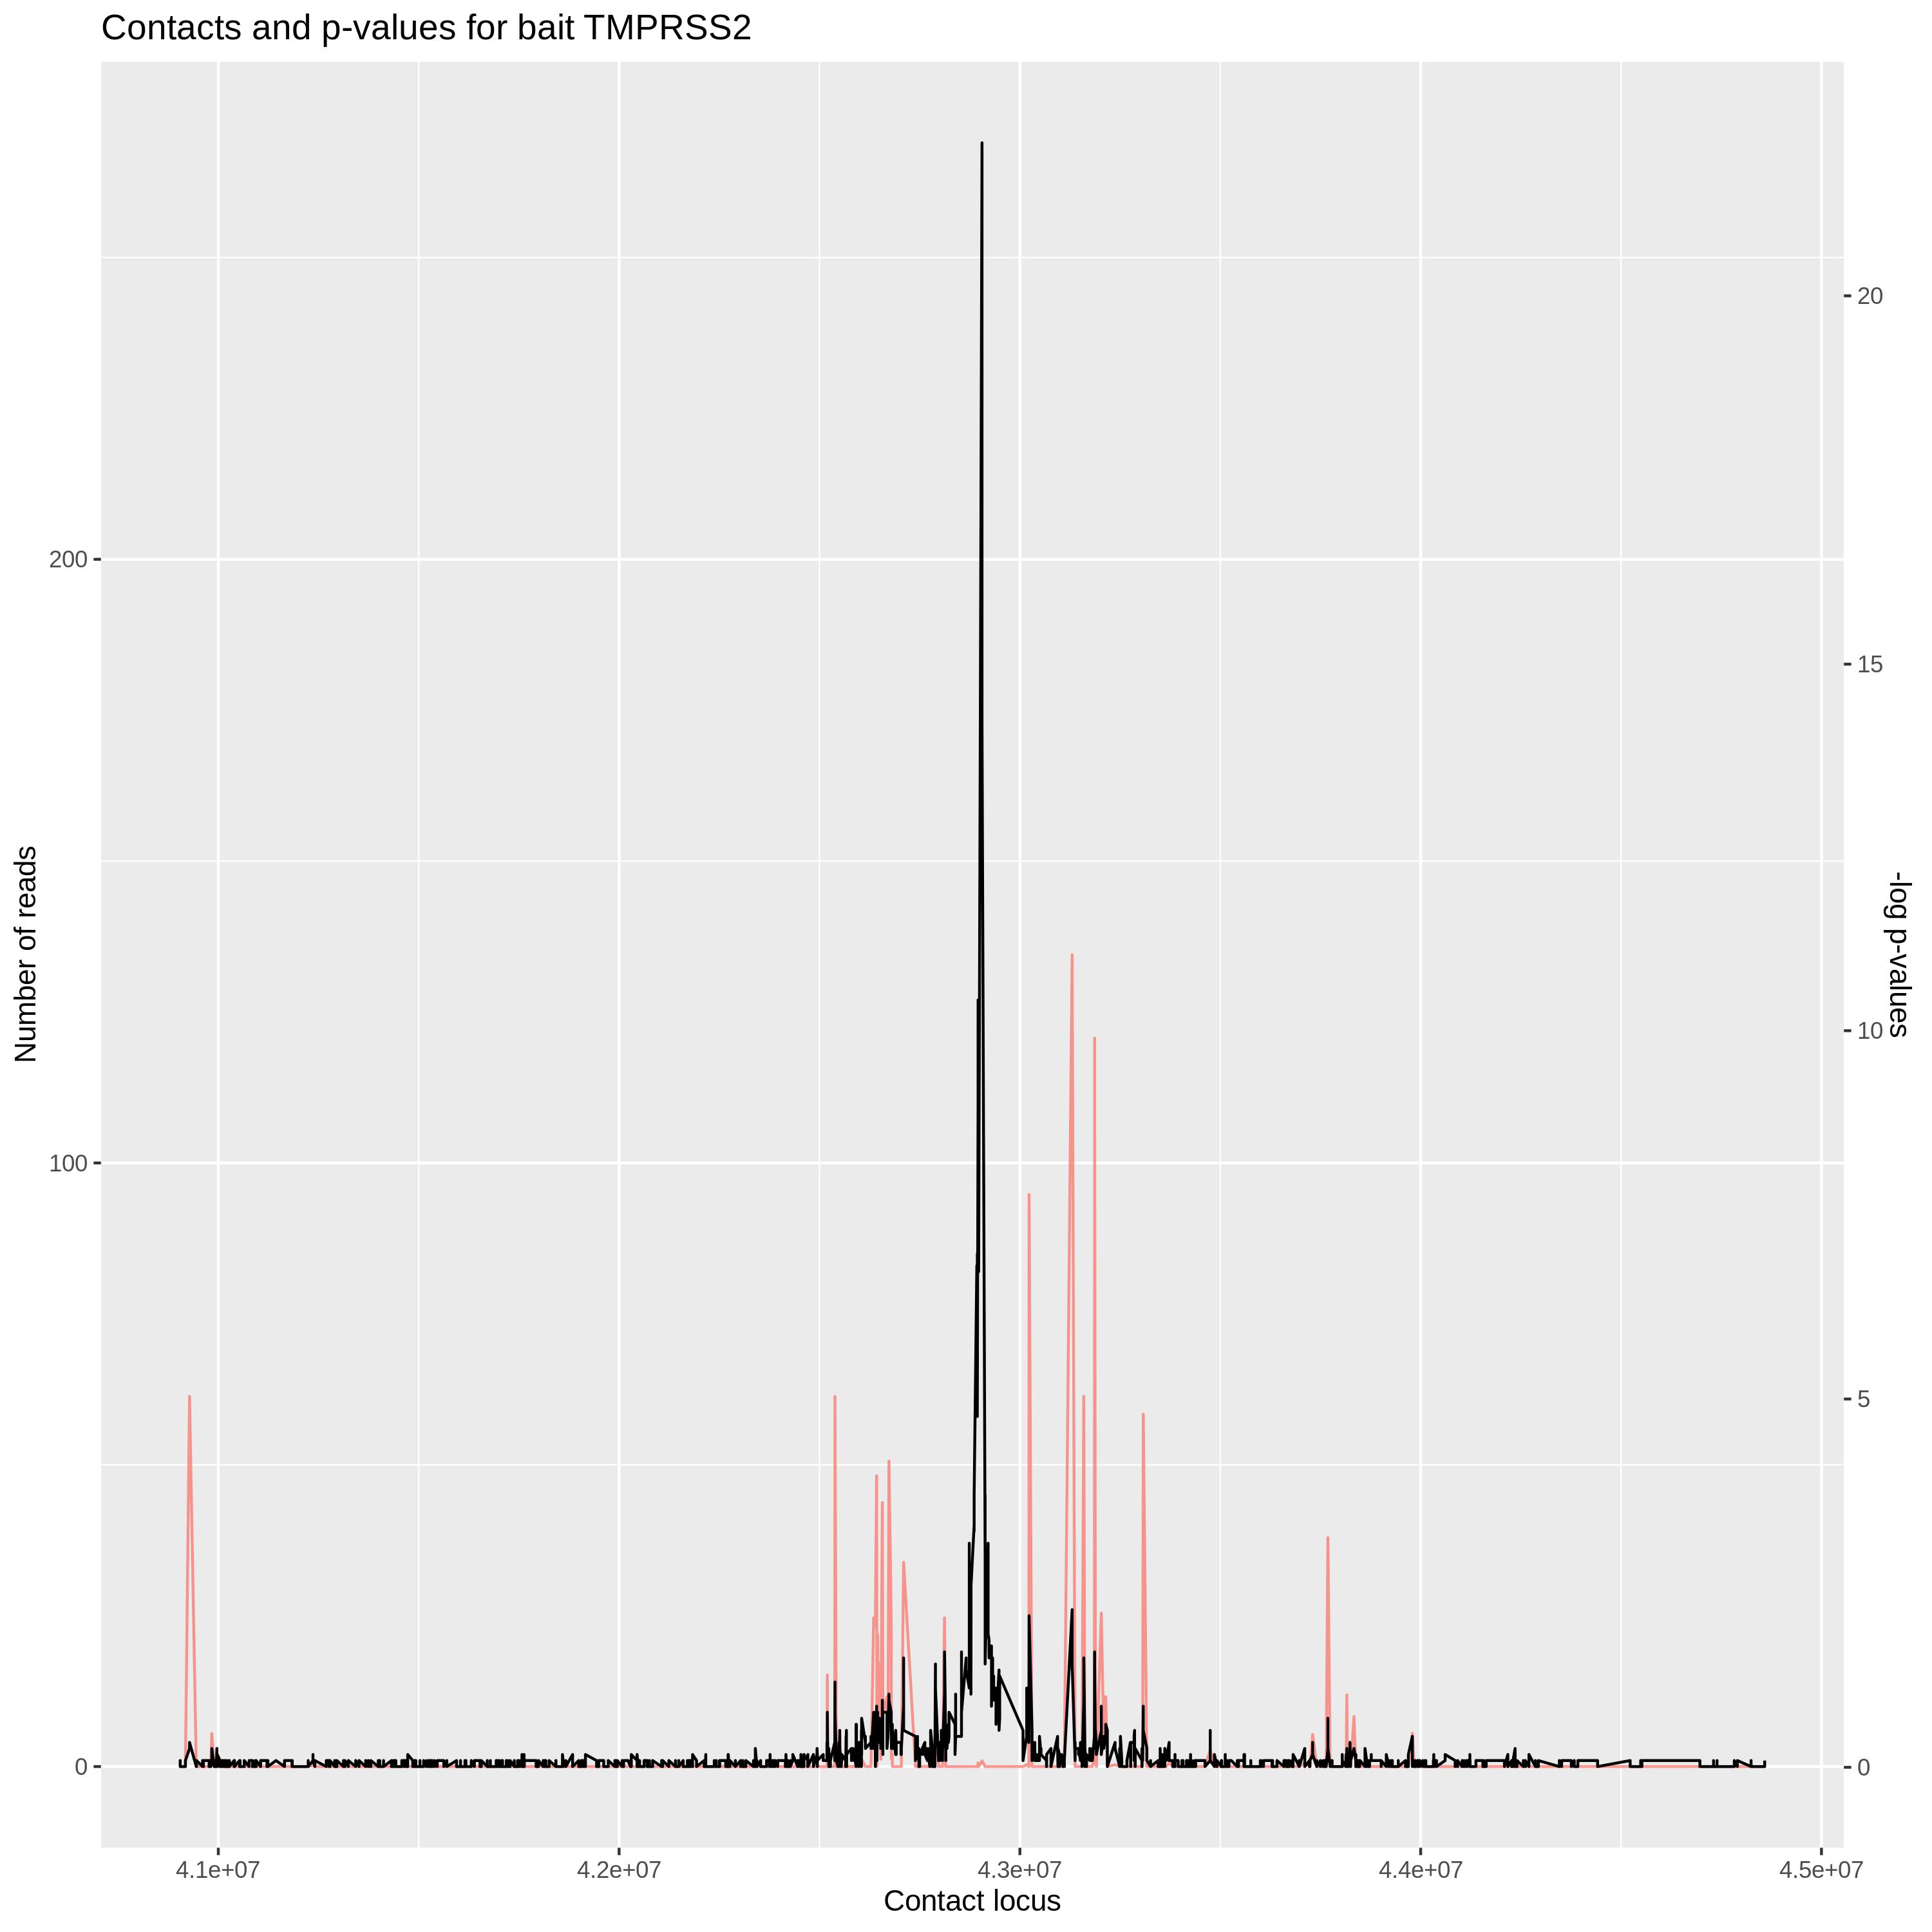 Contacts and p-values for bait TMPRSS2
Number of reads
200
100
0
20
15
10
5
0
-log p-values
4.1e+07 4.2e+07 4.3e+07 4.4e+07 4.5e+07
Contact locus